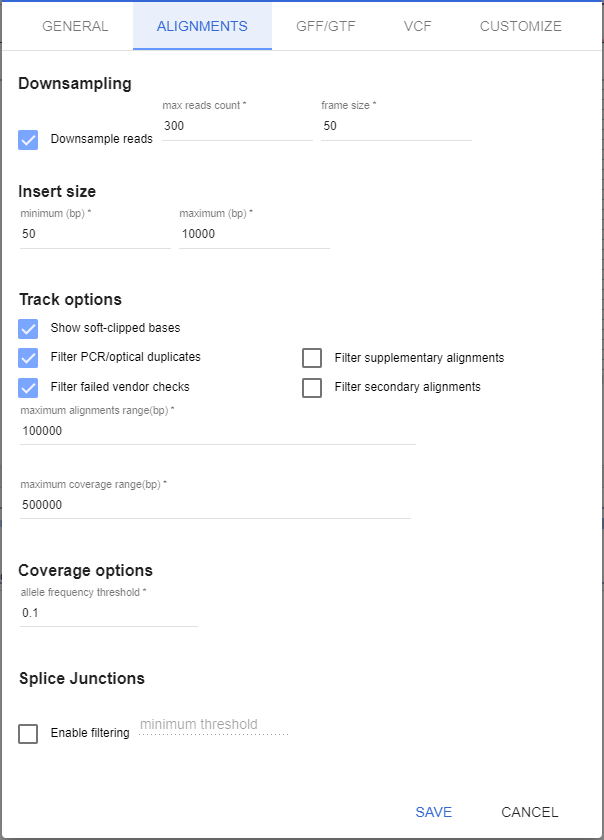 GENERAL ALIGNMENTS GFF/GTF VCF CUSTOMIZE
Downsampling
max reads count * frame size *
300 50
Downsample reads
Insert size
minimum (bp) * maximum (bp) *
50 10000
Track options
Show soft-clipped bases
Filter PCR/optical duplicates Filter supplementary alignments
Filter failed vendor checks Filter secondary alignments
maximum alignments range(bp) *
100000
maximum coverage range(bp) *
500000
Coverage options
allele frequency threshold *
0.1
Splice Junctions
Enable filtering minimum threshold
SAVE CANCEL